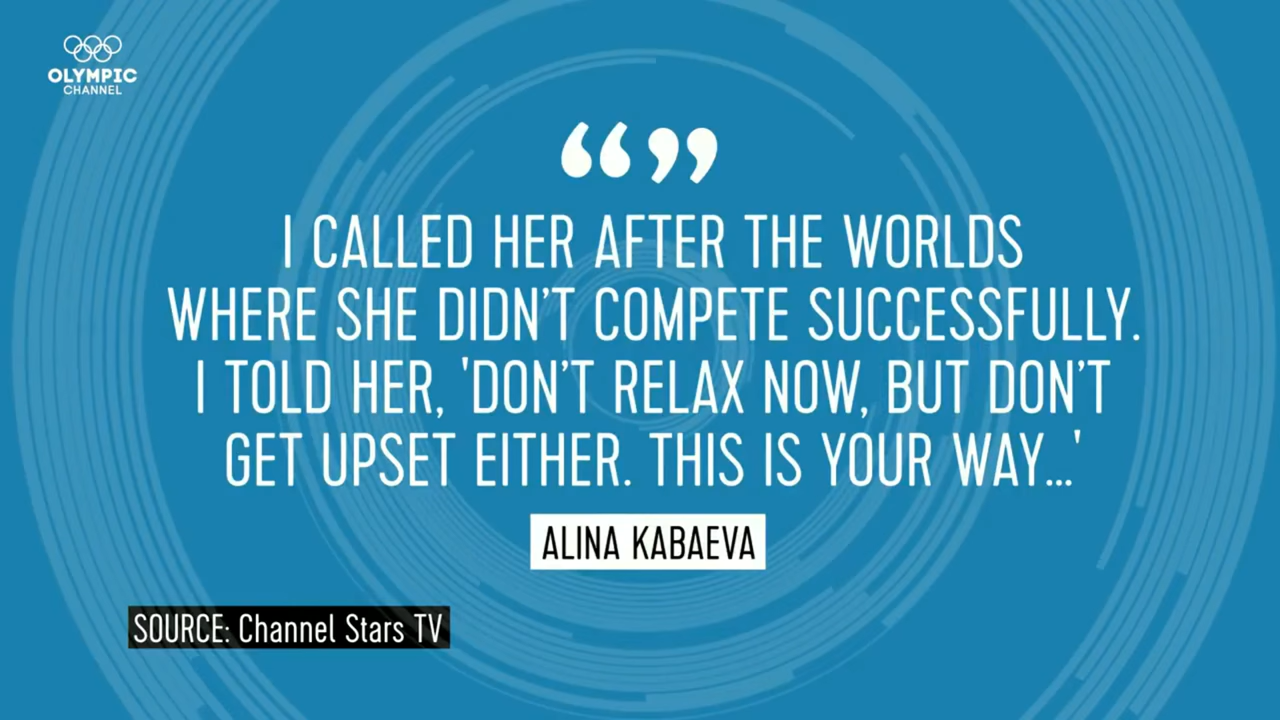 OLYMPIC
CHANNEL
“”
I CALLED HER AFTER THE WORLDS
WHERE SHE DIDN’T COMPETE SUCCESSFULLY.
I TOLD HER, 'DON’T RELAX NOW, BUT DON’T
GET UPSET EITHER. THIS IS YOUR WAY...'
ALINA KABAEVA
SOURCE: Channel Stars TV